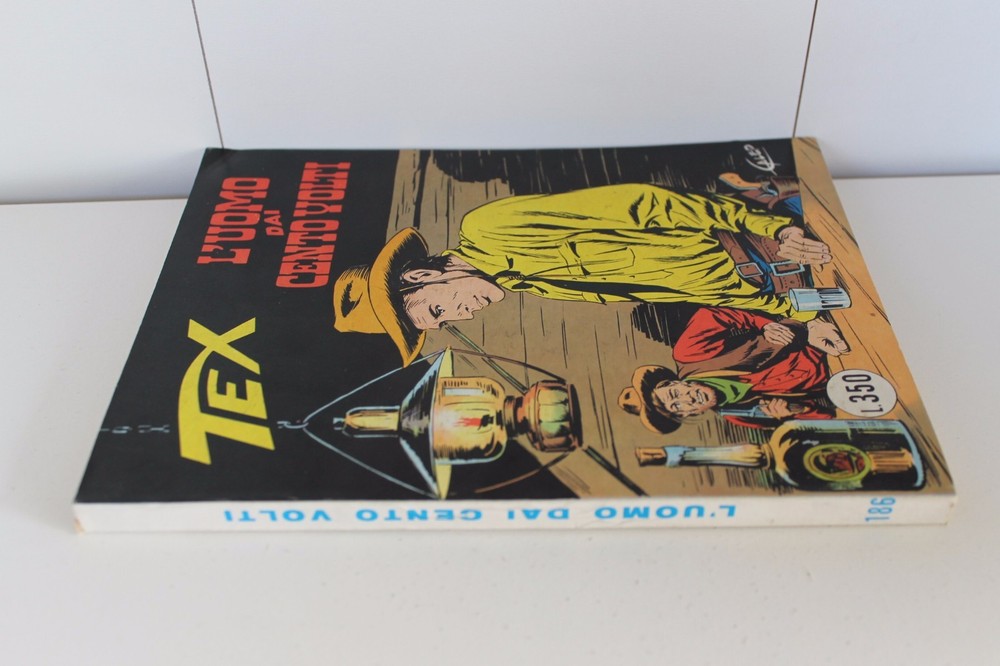 TEX
L'UOMO
DAI
CENTO VOLTI
L.350
L'UOMO DAI CENTO VOLTI
186